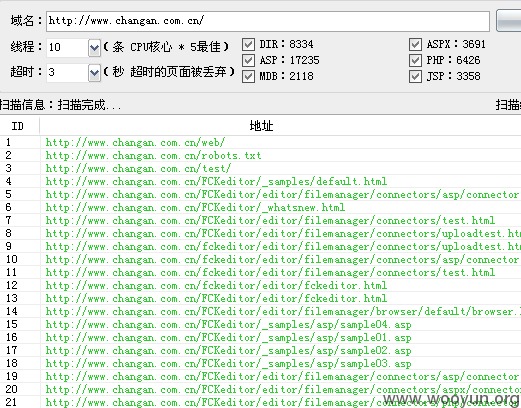 域名：http://www.changan.com.cn/
线程：10 （条 CPU核心 * 5最佳） DIR：8334 ASPX：3691
ASP：17235 PHP：6426
超时：3 （秒 超时的页面被丢弃） MDB：2118 JSP：3358
扫描信息：扫描完成... 扫描
ID 地址
1 http://www.changan.com.cn/web/
2 http://www.changan.com.cn/robots.txt
3 http://www.changan.com.cn/test/
4 http://www.changan.com.cn/FCKeditor/_samples/default.html
5 http://www.changan.com.cn/FCKeditor/editor/filemanager/connectors/asp/connector
6 http://www.changan.com.cn/FCKeditor/_whatsnew.html
7 http://www.changan.com.cn/FCKeditor/editor/filemanager/connectors/test.html
8 http://www.changan.com.cn/FCKeditor/editor/filemanager/connectors/uploadtest.ht
9 http://www.changan.com.cn/fckeditor/editor/filemanager/connectors/uploadtest.ht
10 http://www.changan.com.cn/fckeditor/editor/filemanager/connectors/asp/connector
11 http://www.changan.com.cn/fckeditor/editor/filemanager/connectors/test.html
12 http://www.changan.com.cn/fckeditor/editor/fckeditor.html
13 http://www.changan.com.cn/FCKeditor/editor/fckeditor.html
14 http://www.changan.com.cn/FCKeditor/editor/filemanager/browser/default/browser.
15 http://www.changan.com.cn/FCKeditor/_samples/asp/sample04.asp
16 http://www.changan.com.cn/FCKeditor/_samples/asp/sample01.asp
17 http://www.changan.com.cn/FCKeditor/_samples/asp/sample02.asp
18 http://www.changan.com.cn/FCKeditor/_samples/asp/sample03.asp
19 http://www.changan.com.cn/FCKeditor/editor/filemanager/connectors/asp/connector
20 http://www.changan.com.cn/FCKeditor/editor/filemanager/connectors/aspx/connecto
21 http://www.changan.com.cn/FCKeditor/editor/filemanager/connectors/php/connector
www.wooyun.org